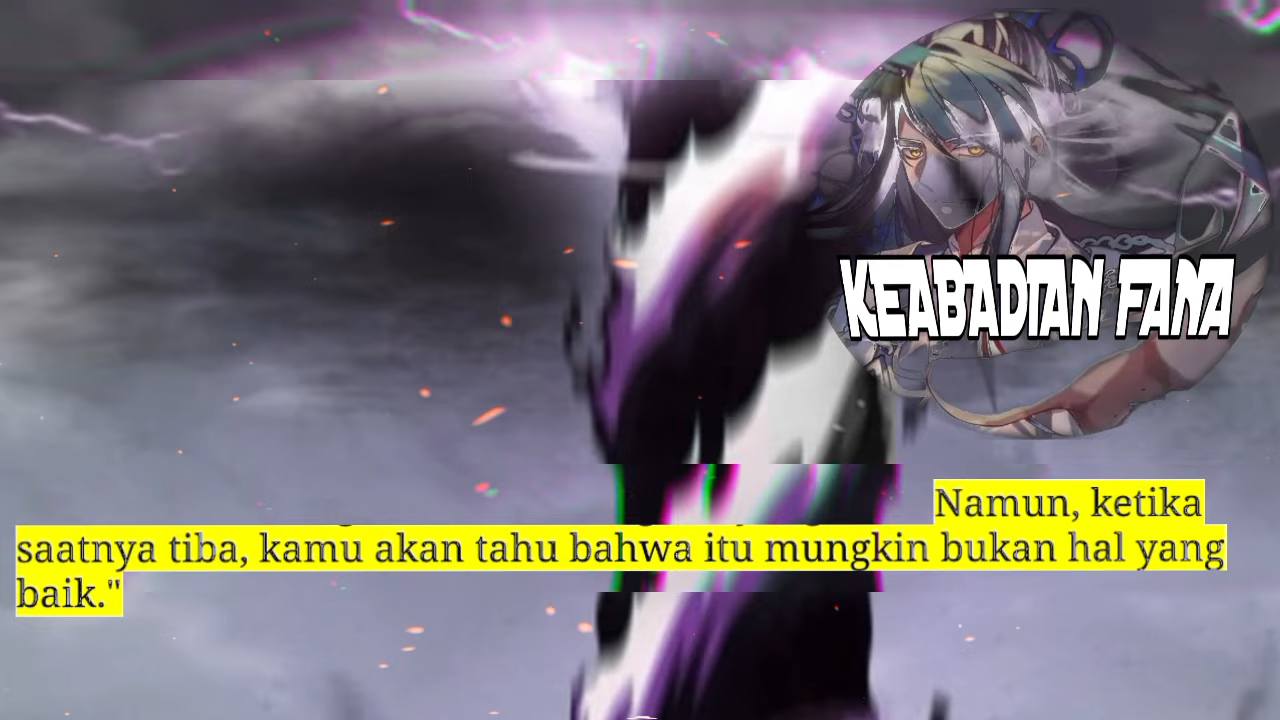 KEABADIAN FANA
Namun, ketika
saatnya tiba, kamu akan tahu bahwa itu mungkin bukan hal yang
baik."